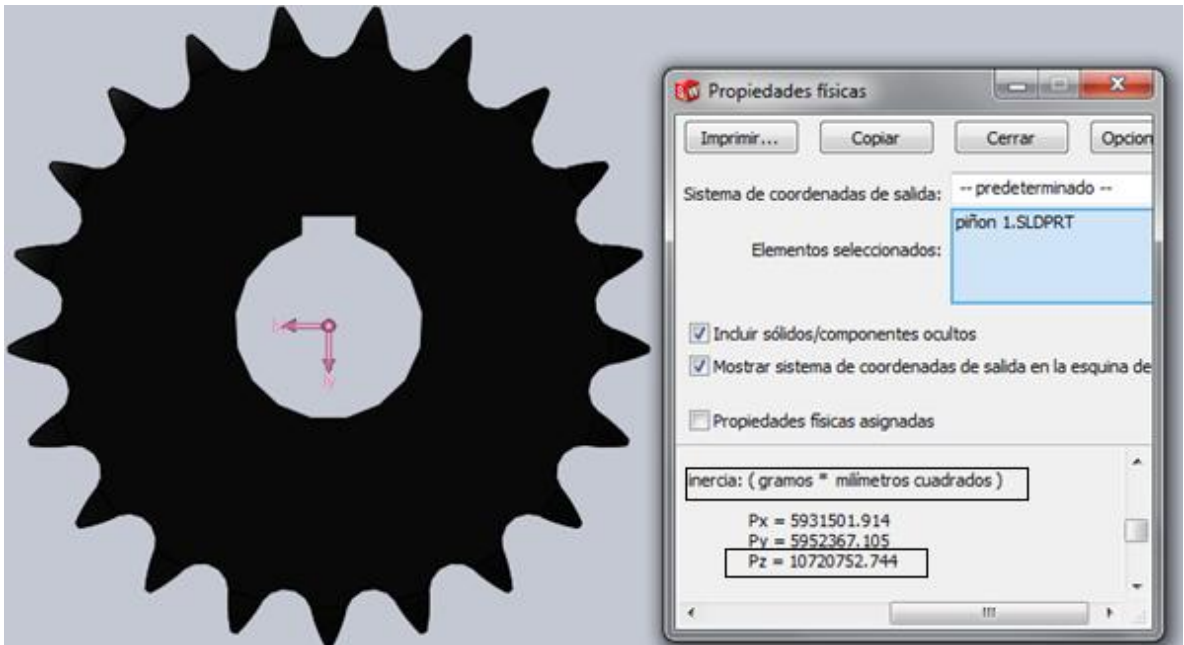 Propiedades físicas
Imprimir... Copiar Cerrar Opcion
Sistema de coordenadas de salida: -- predeterminado --
piñon 1.SLDPRT
Elementos seleccionados:
Incluir sólidos/componentes ocultos
Mostrar sistema de coordenadas de salida en la esquina de
Propiedades físicas asignadas
inercia: ( gramos * milímetros cuadrados )
Px = 5931501.914
Py = 5952367.105
Pz = 10720752.744